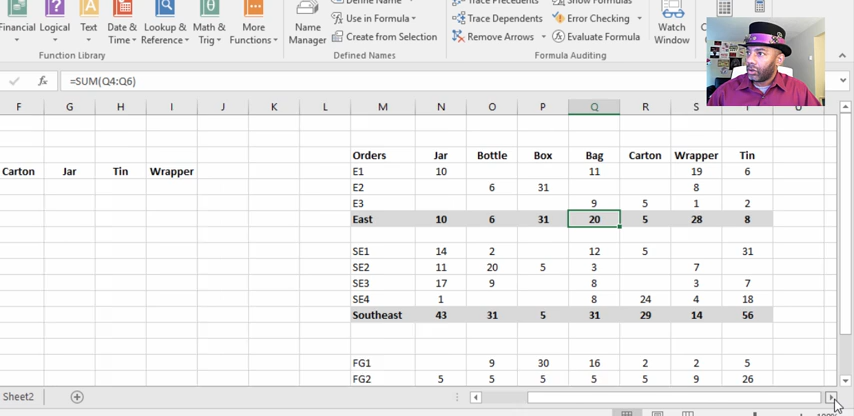 Define Name
Trace Precedents
Show Formulas
Financial Logical Text Date & Lookup & Math & More Name Use in Formula Trace Dependents Error Checking Watch
Time Reference Trig Functions Manager Create from Selection Remove Arrows Evaluate Formula Window
Function Library Defined Names Formula Auditing
fx =SUM(Q4:Q6)
F G H I J K L M N O P Q R S
Orders Jar Bottle Box Bag Carton Wrapper Tin
Carton Jar Tin Wrapper E1 10 11 19 6
E2 6 31 8
E3 9 5 1 2
East 10 6 31 20 5 28 8
SE1 14 2 12 5 31
SE2 11 20 5 3 7
SE3 17 9 8 3 7
SE4 1 8 24 4 18
Southeast 43 31 5 31 29 14 56
FG1 9 30 16 2 2 5
FG2 5 5 5 5 5 9 26
Sheet2